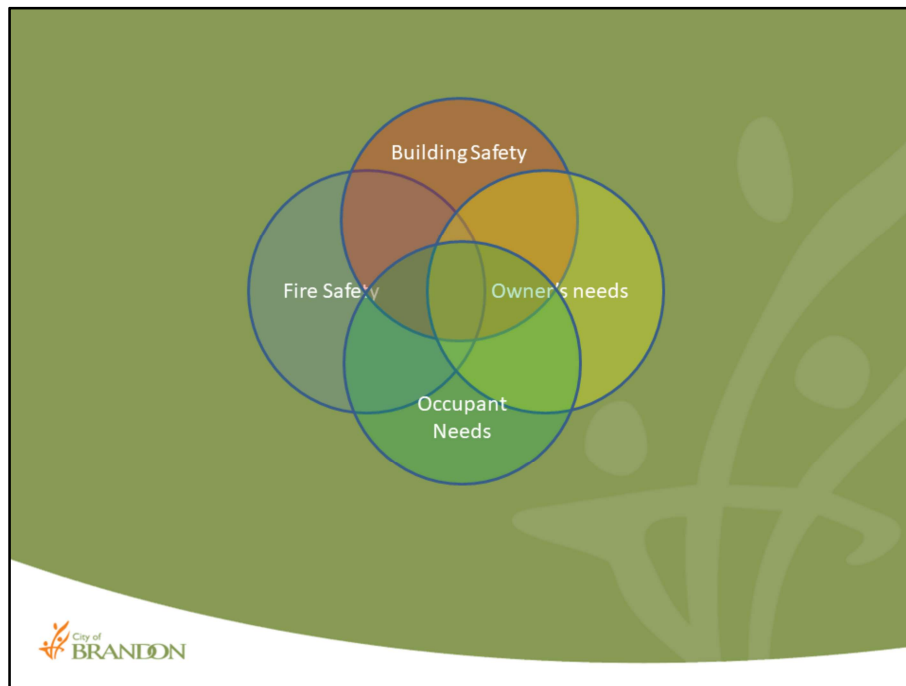 Building Safety
Fire Safety
Owner's needs
Occupant
Needs
City of
BRANDON